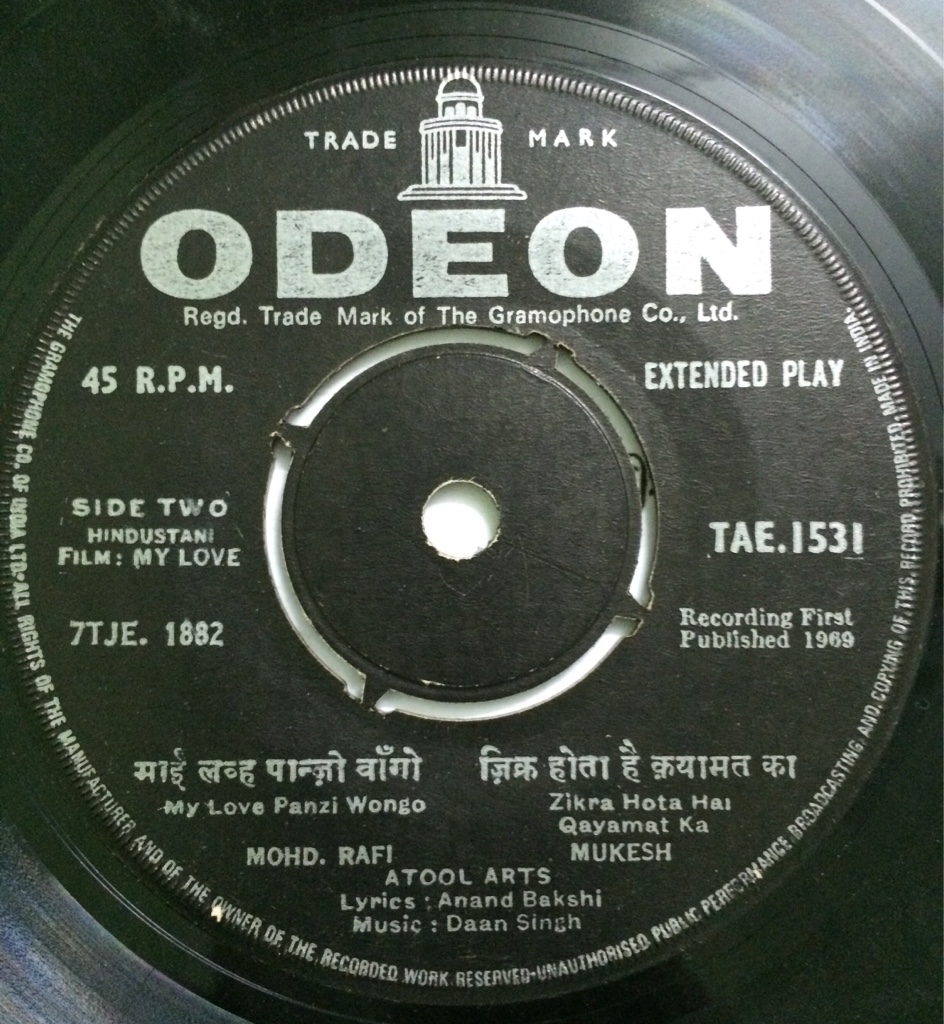 TRADE MARK
ODEON
Regd. Trade Mark of The Gramophone Co., Ltd.
45 R.P.M.
EXTENDED PLAY
SIDE TWO
HINDUSTANI
FILM: MY LOVE
7TJE. 1882
TAE.1531
Recording First
Published 1969
माई लव्ह पान्ज़ो वाँगो
My Love Panzi Wongo
MOHD. RAFI
ज़िक्र होता है क़यामत का
Zikra Hota Hai
Qayamat Ka
MUKESH
ATOOL ARTS
Lyrics : Anand Bakshi
Music : Daan Singh
THE GRAMOPHONE CO. OF INDIA LTD-ALL RIGHTS OF THE MANUFACTURER AND OF THE OWNER OF THE RECORDED WORK RESERVED-UNAUTHORISED PUBLIC PERFORMANCE BROADCASTING AND COPYING OF THIS RECORD PROHIBITED-MADE IN INDIA-